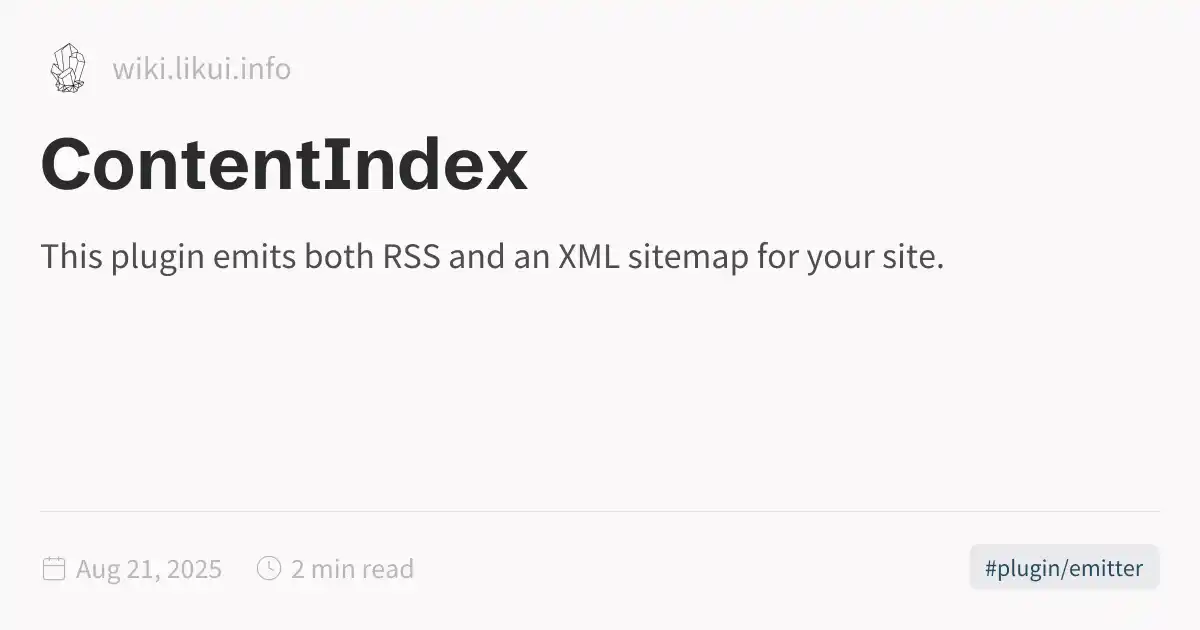 wiki.likui.info
ContentIndex
This plugin emits both RSS and an XML sitemap for your site.
Aug 21, 2025 2 min read #plugin/emitter